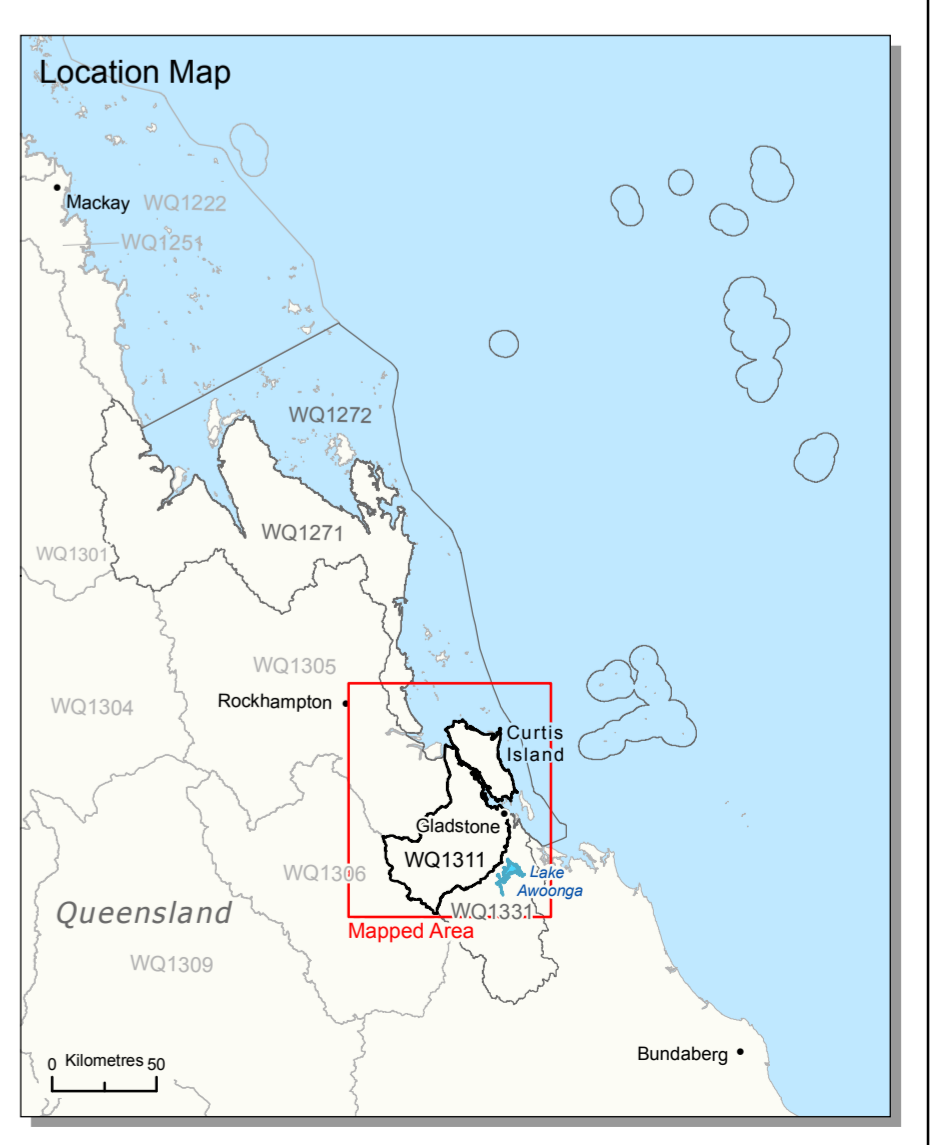 Location Map
Mackay
WQ1222
WQ1251
WQ1272
WQ1271
WQ1301
WQ1305
Rockhampton
WQ1304
Curtis
Island
Gladstone
WQ1311
WQ1306
Lake
Awoonga
Queensland
WQ1331
Mapped Area
WQ1309
Bundaberg
0 Kilometres 50